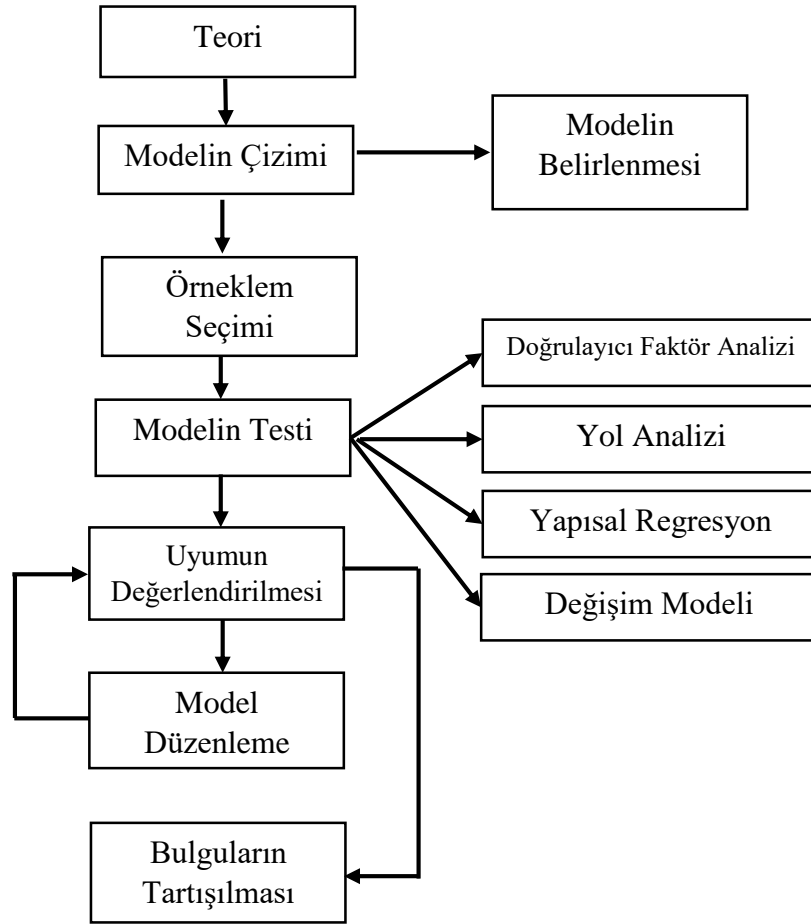 Teori
Modelin Çizimi
Modelin
Belirlenmesi
Örneklem
Seçimi
Modelin Testi
Doğrulayıcı Faktör Analizi
Yol Analizi
Yapısal Regresyon
Değişim Modeli
Uyumun
Değerlendirilmesi
Model
Düzenleme
Bulguların
Tartışılması